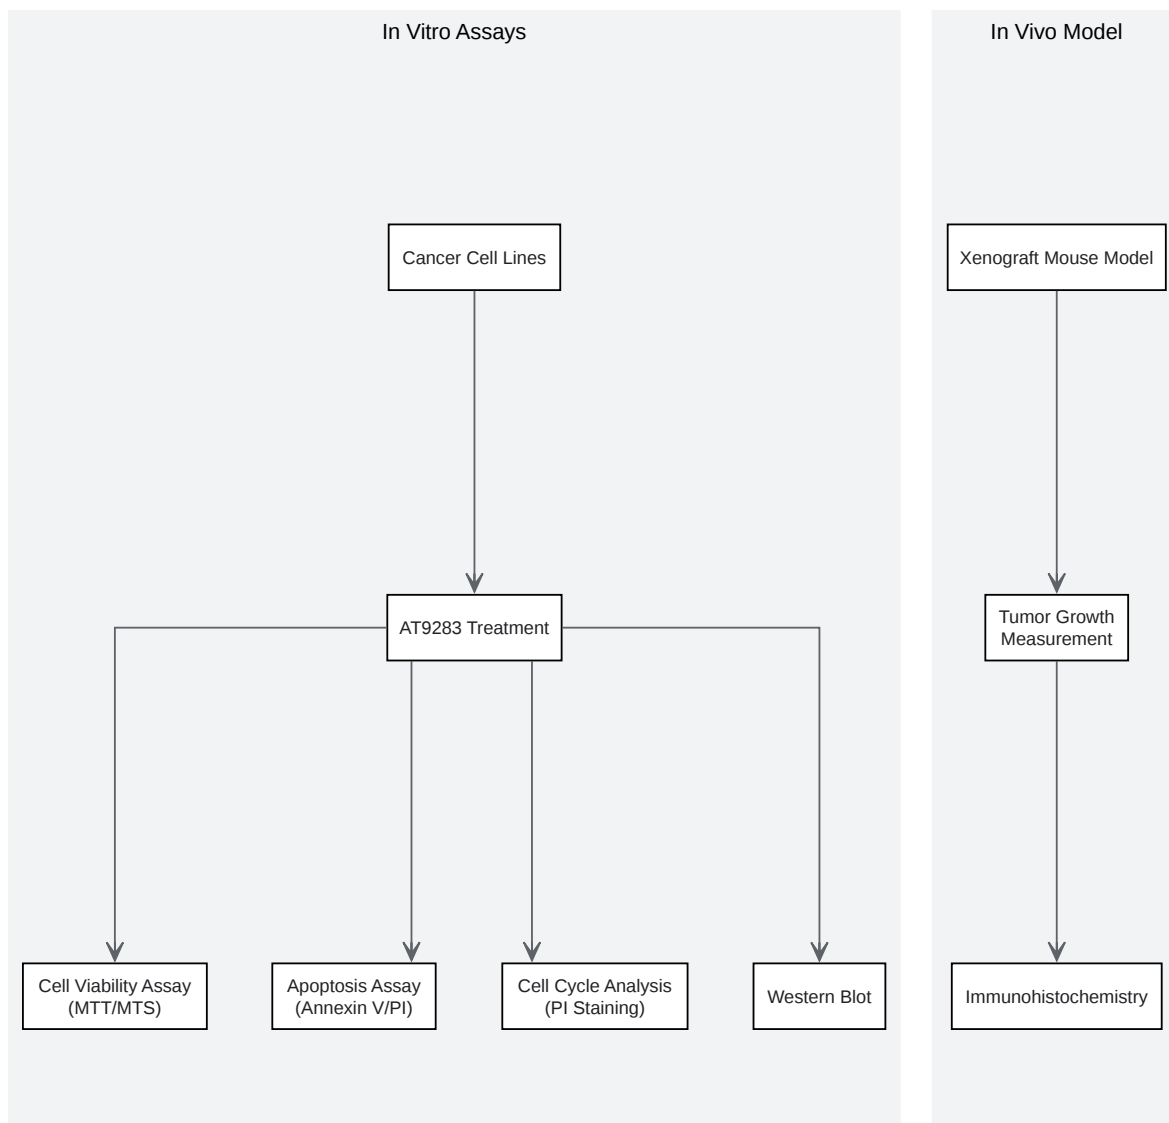 In Vitro Assays
In Vivo Model
Cancer Cell Lines
Xenograft Mouse Model
AT9283 Treatment
Tumor Growth
Measurement
Cell Viability Assay
(MTT/MTS)
Apoptosis Assay
(Annexin V/PI)
Cell Cycle Analysis
(PI Staining)
Western Blot
Immunohistochemistry